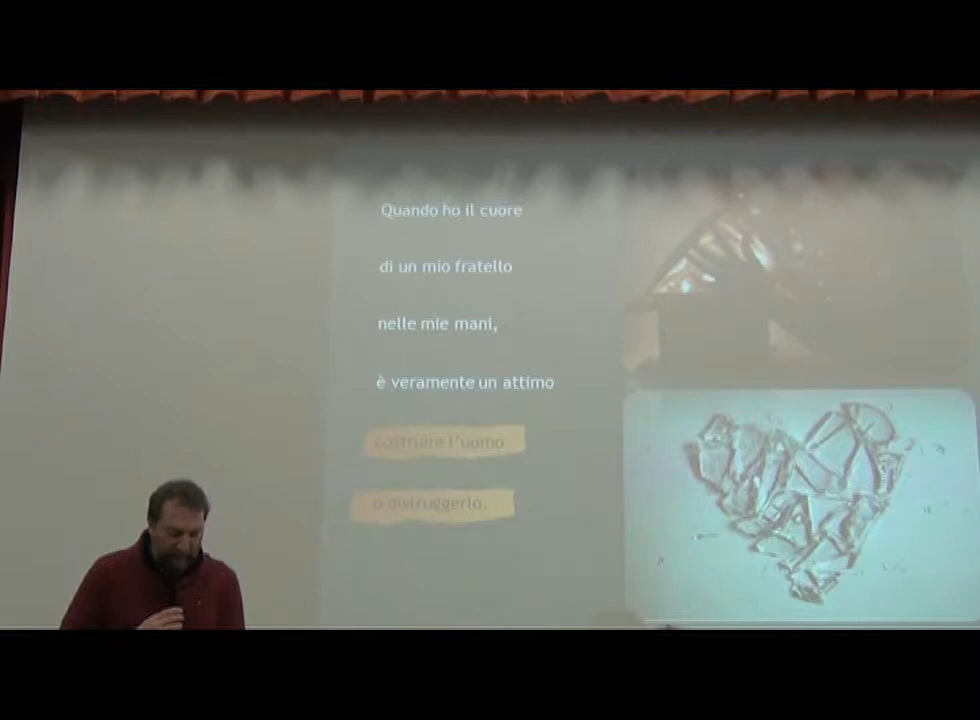 Quando ho il cuore
di un mio fratello
nelle mie mani,
è veramente un attimo
costruire l'uomo
o distruggerlo.